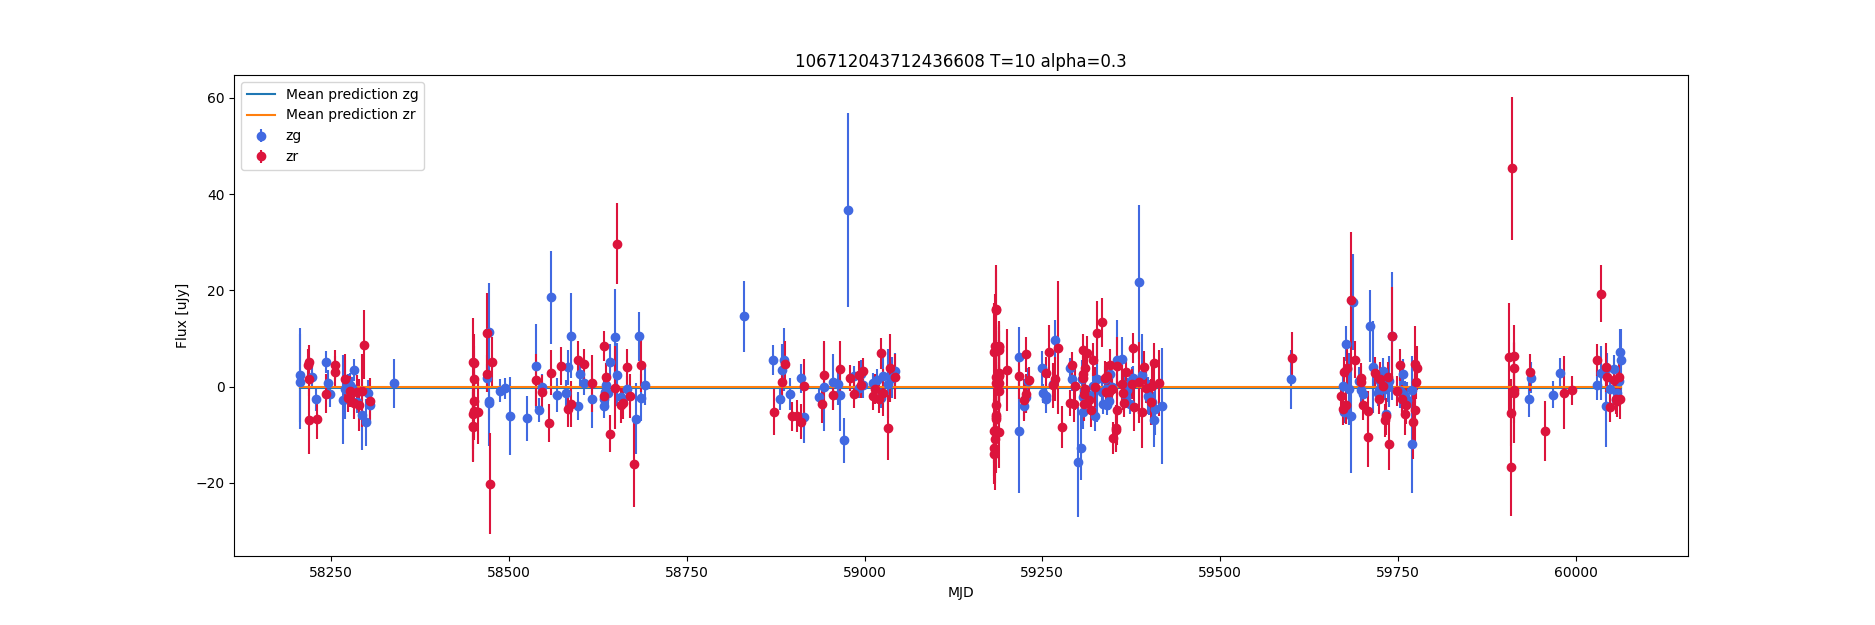 106712043712436608 T=10 alpha=0.3
Mean prediction zg
Mean prediction zr
zg
zr
Flux [uJy]
60
40
20
0
−20
58250 58500 58750 59000 59250 59500 59750 60000
MJD